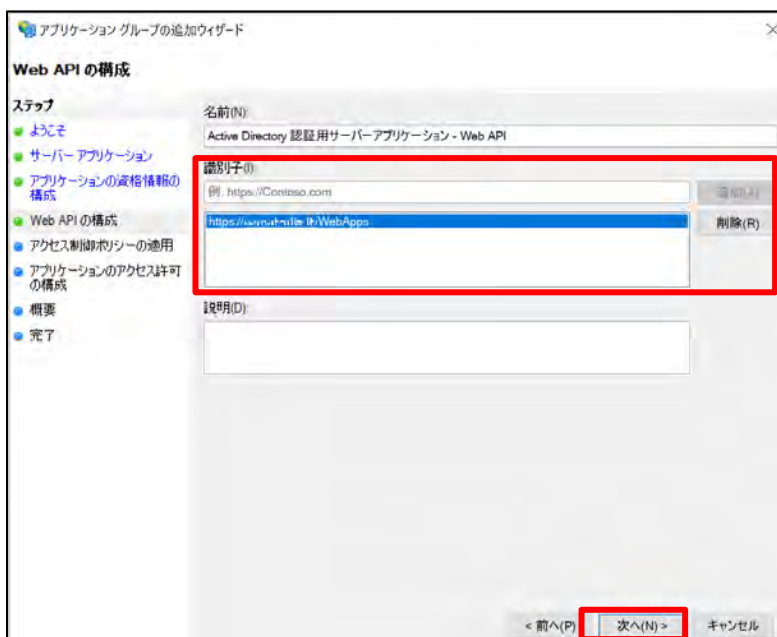 アプリケーション グループの追加ウィザード
Web API の構成
ステップ
ようこそ
サーバー アプリケーション
アプリケーションの資格情報の
構成
Web API の構成
アクセス制御ポリシーの適用
アプリケーションのアクセス許可
の構成
概要
完了
名前(N):
Active Directory 認証用サーバーアプリケーション - Web API
識別子(I):
例. https://Contoso.com
追加(A)
/WebApps
削除(R)
説明(D):
< 前へ(P)
次へ(N) >
キャンセル